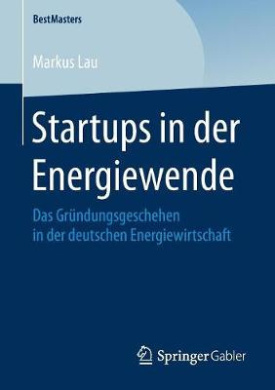 BestMasters
Markus Lau
Startups in der
Energiewende
Das Gründungsgeschehen
in der deutschen Energiewirtschaft
Springer Gabler